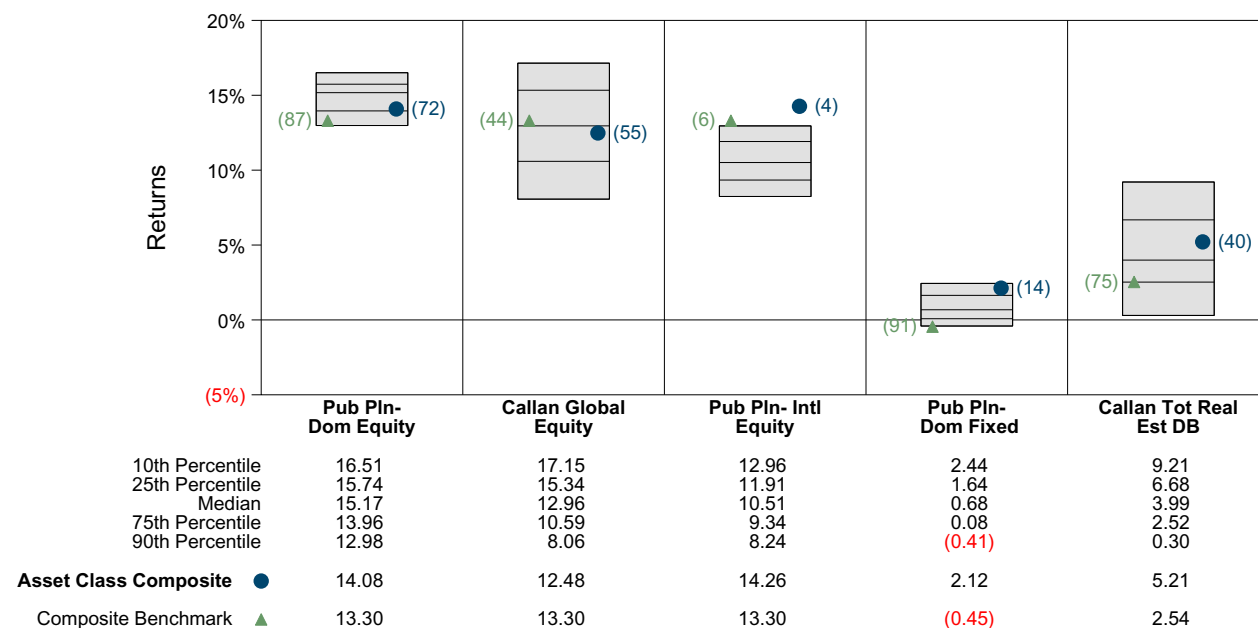 20%
15%
10%
5%
0%
(5%)
Returns
(87) (72)
(44) (55)
(6) (4)
(91) (14)
(75) (40)
Pub Pln- Dom Equity
Callan Global Equity
Pub Pln- Intl Equity
Pub Pln- Dom Fixed
Callan Tot Real Est DB
10th Percentile 16.51 17.15 12.96 2.44 9.21
25th Percentile 15.74 15.34 11.91 1.64 6.68
Median 15.17 12.96 10.51 0.68 3.99
75th Percentile 13.96 10.59 9.34 0.08 2.52
90th Percentile 12.98 8.06 8.24 (0.41) 0.30
Asset Class Composite 14.08 12.48 14.26 2.12 5.21
Composite Benchmark 13.30 13.30 13.30 (0.45) 2.54